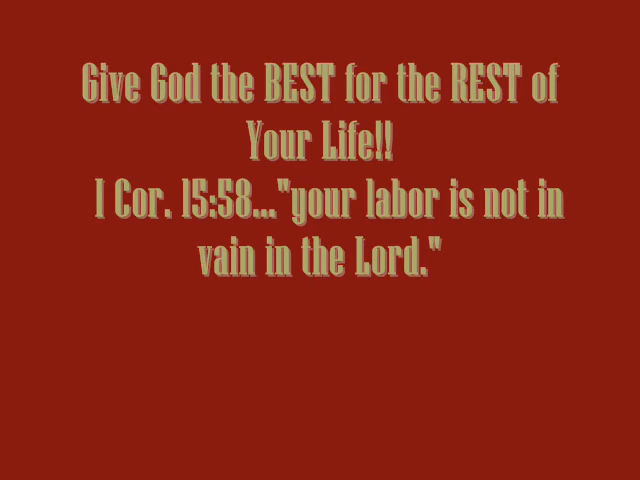 Give God the BEST for the REST of
Your Life!!
I Cor. 15:58..."your labor is not in
vain in the Lord."